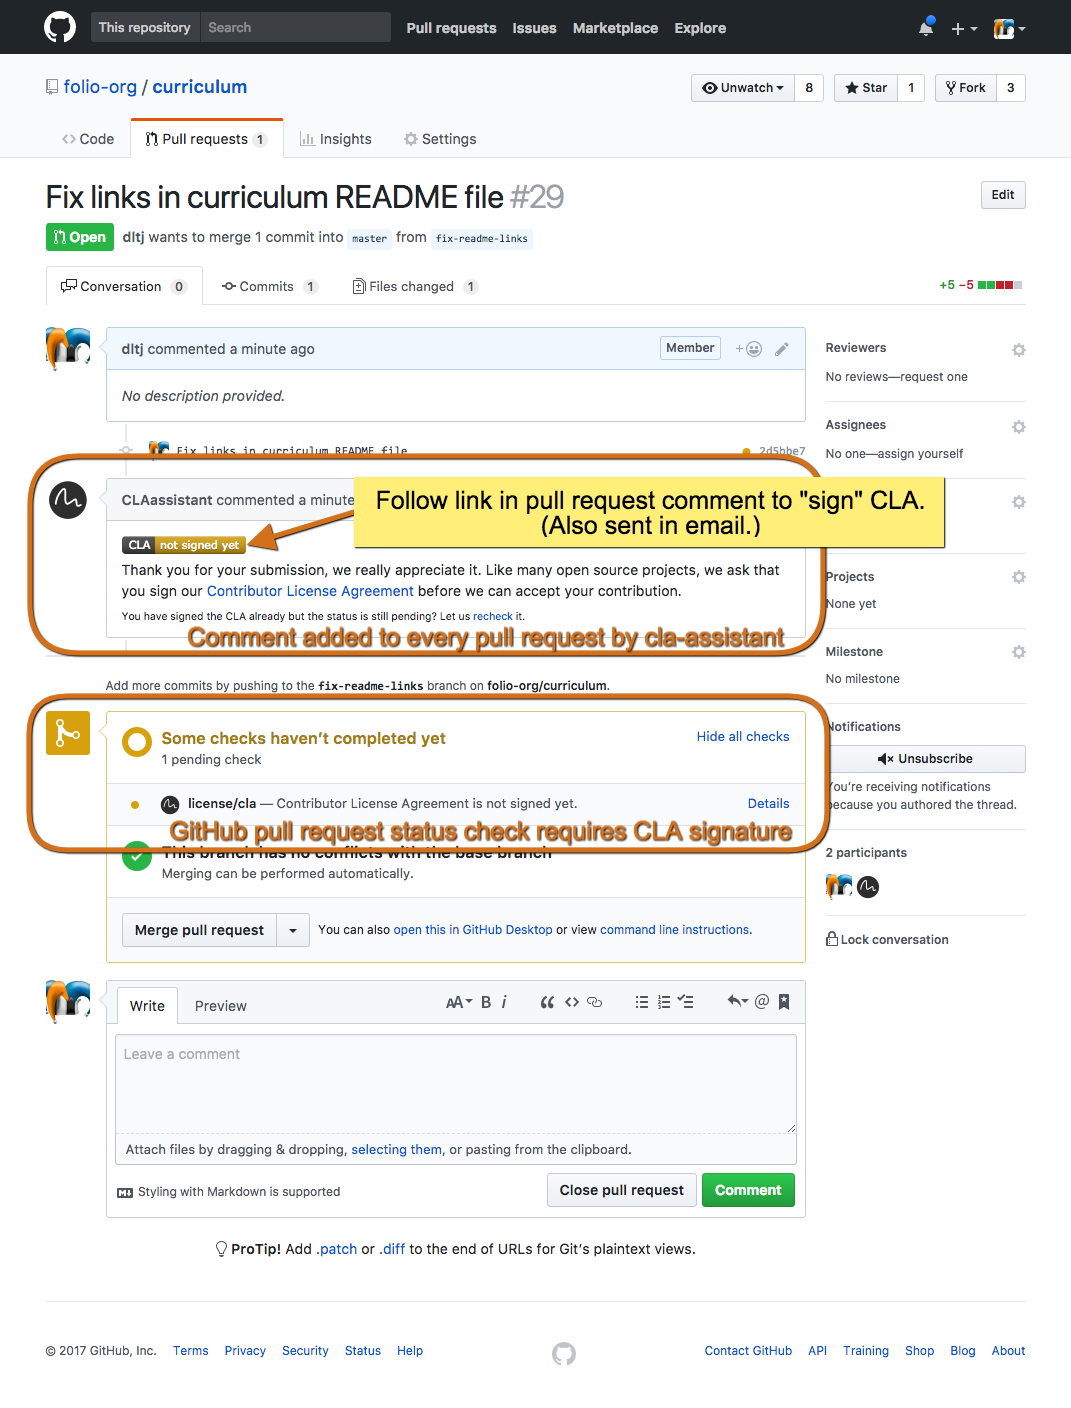 This repository Search Pull requests Issues Marketplace Explore
folio-org / curriculum
Unwatch 8 Star 1 Fork 3
Code Pull requests 1 Insights Settings
Fix links in curriculum README file #29
Edit
Open dltj wants to merge 1 commit into master from fix-readme-links
Conversation 0 Commits 1 Files changed 1
+5 −5
dltj commented a minute ago
Member
No description provided.
Fix links in curriculum README file 2d5bbe7
CLAassistant commented a minute
Follow link in pull request comment to "sign" CLA.
(Also sent in email.)
CLA not signed yet
Thank you for your submission, we really appreciate it. Like many open source projects, we ask that
you sign our Contributor License Agreement before we can accept your contribution.
You have signed the CLA already but the status is still pending? Let us recheck it.
Comment added to every pull request by cla-assistant
Add more commits by pushing to the fix-readme-links branch on folio-org/curriculum.
Some checks haven’t completed yet
Hide all checks
1 pending check
license/cla — Contributor License Agreement is not signed yet.
Details
GitHub pull request status check requires CLA signature
This branch has no conflicts with the base branch
Merging can be performed automatically.
Merge pull request
You can also open this in GitHub Desktop or view command line instructions.
Reviewers
No reviews—request one
Assignees
No one—assign yourself
Projects
None yet
Milestone
No milestone
Notifications
Unsubscribe
You’re receiving notifications
because you authored the thread.
2 participants
Lock conversation
Write Preview
AA B i “ <> @
Leave a comment
Attach files by dragging & dropping, selecting them, or pasting from the clipboard.
Styling with Markdown is supported
Close pull request Comment
ProTip! Add .patch or .diff to the end of URLs for Git’s plaintext views.
© 2017 GitHub, Inc. Terms Privacy Security Status Help
Contact GitHub API Training Shop Blog About